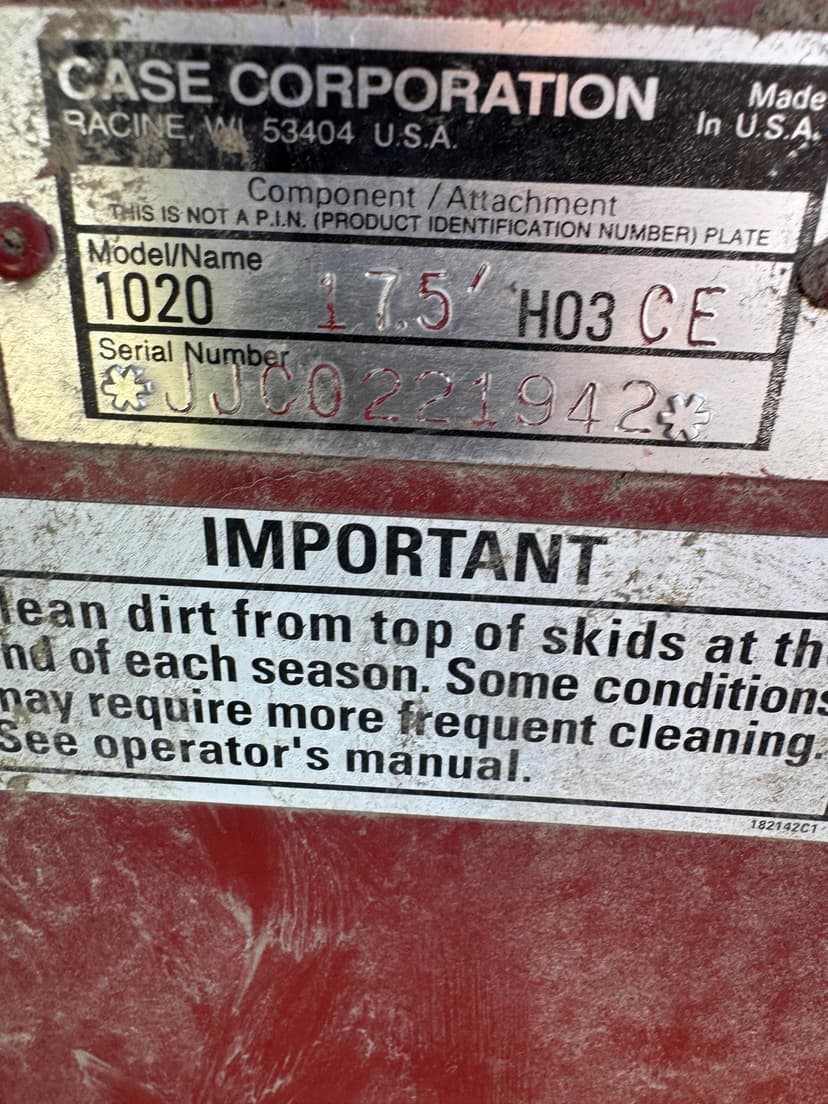 CASE CORPORATION
Made
RACINE, WI 53404 U.S.A.
In U.S.A.
Component / Attachment
THIS IS NOT A P.I.N. (PRODUCT IDENTIFICATION NUMBER) PLATE
Model/Name
1020 17.5' H03 CE
Serial Number
*JJC0221942*
IMPORTANT
lean dirt from top of skids at th
nd of each season. Some conditions
may require more frequent cleaning.
See operator's manual.
182142C1